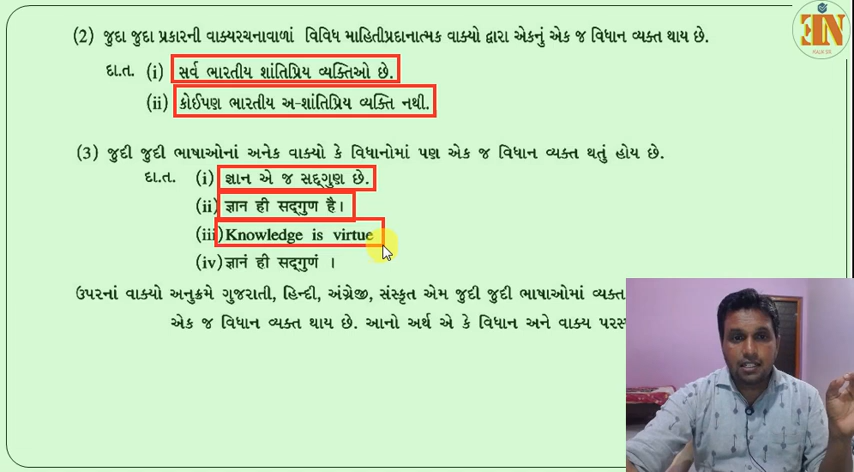 (2) જુદા જુદા પ્રકારની વાક્યરચનાવાળાં વિવિધ માહિતીપ્રદાનાત્મક વાક્યો દ્વારા એકનું એક જ વિધાન વ્યક્ત થાય છે.
દા.ત. (i) સર્વ ભારતીય શાંતિપ્રિય વ્યક્તિઓ છે.
(ii) કોઈપણ ભારતીય અ-શાંતિપ્રિય વ્યક્તિ નથી.
(3) જુદી જુદી ભાષાઓનાં અનેક વાક્યો કે વિધાનોમાં પણ એક જ વિધાન વ્યક્ત થતું હોય છે.
દા.ત. (i) જ્ઞાન એ જ સદ્દગુણ છે.
(ii) ज्ञान ही सद्गुण है।
(iii) Knowledge is virtue
(iv) ज्ञानं ही सद्गुणं ।
ઉપરનાં વાક્યો અનુક્રમે ગુજરાતી, હિન્દી, અંગ્રેજી, સંસ્કૃત એમ જુદી જુદી ભાષાઓમાં વ્યક્ત
એક જ વિધાન વ્યક્ત થાય છે. આનો અર્થ એ કે વિધાન અને વાક્ય